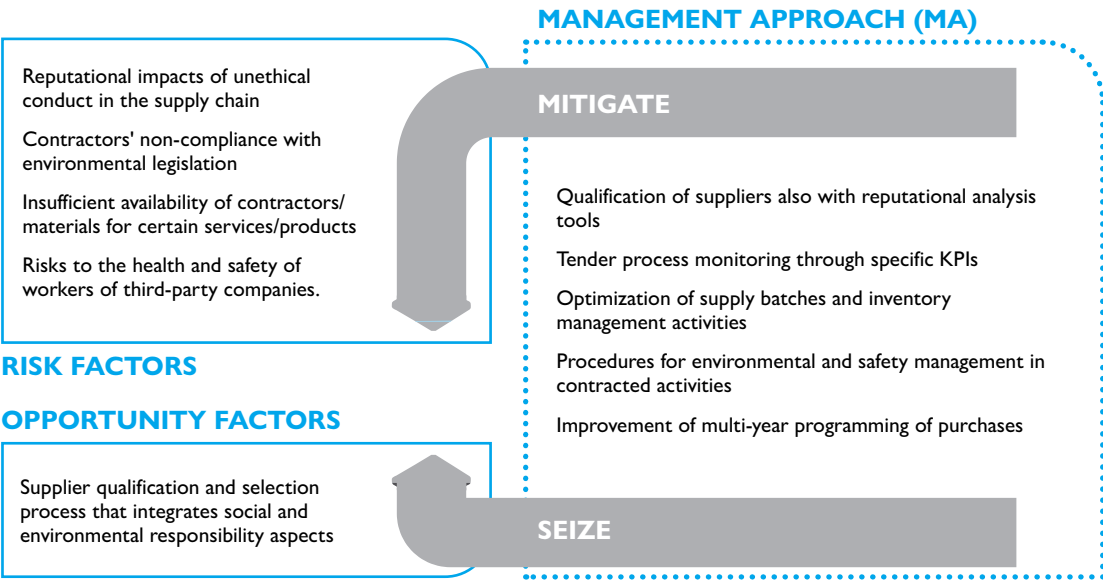 MANAGEMENT APPROACH (MA)
Reputational impacts of unethical
conduct in the supply chain
Contractors' non-compliance with
environmental legislation
Insufficient availability of contractors/
materials for certain services/products
Risks to the health and safety of
workers of third-party companies.
RISK FACTORS
OPPORTUNITY FACTORS
Supplier qualification and selection
process that integrates social and
environmental responsibility aspects
MITIGATE
Qualification of suppliers also with reputational analysis
tools
Tender process monitoring through specific KPIs
Optimization of supply batches and inventory
management activities
Procedures for environmental and safety management in
contracted activities
Improvement of multi-year programming of purchases
SEIZE